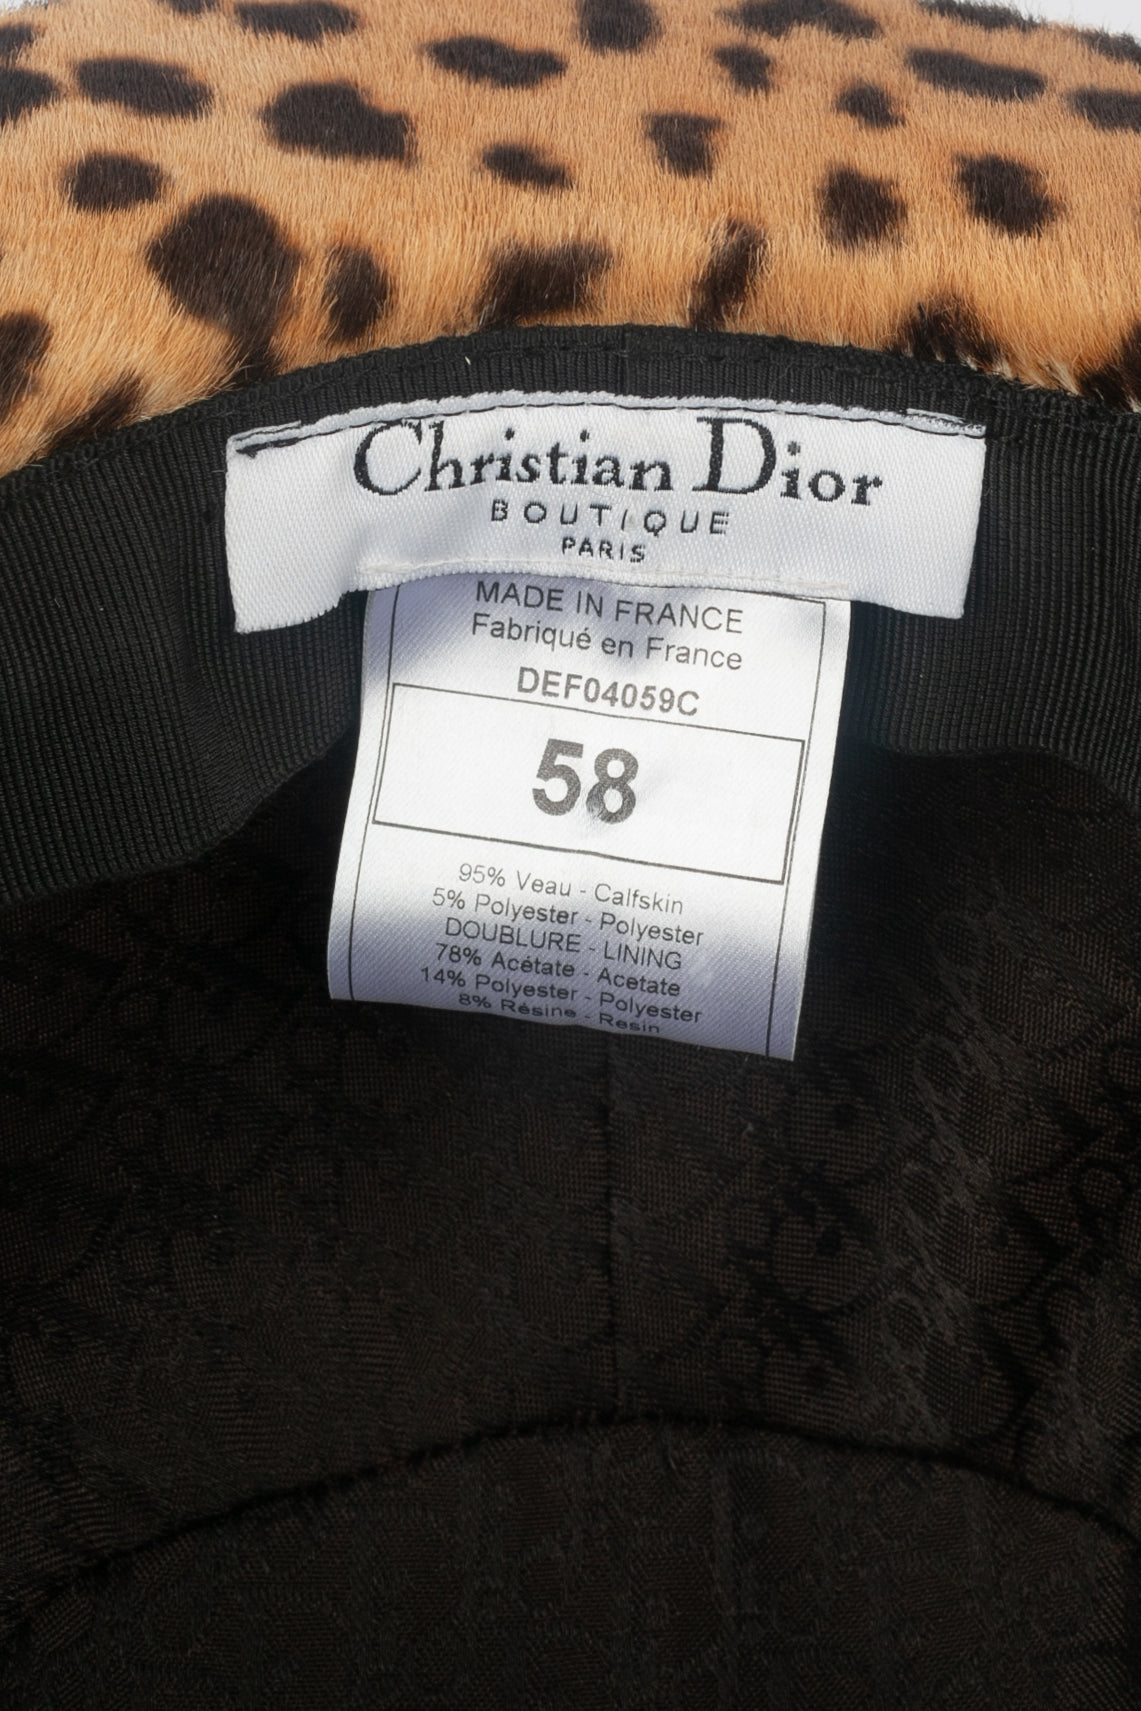 Christian Dior
BOUTIQUE
PARIS
MADE IN FRANCE
Fabriqué en France
DEF04059C
58
95% Veau - Calfskin
5% Polyester - Polyester
DOUBLURE - LINING
78% Acétate - Acetate
14% Polyester - Polyester
8% Résine - Resin